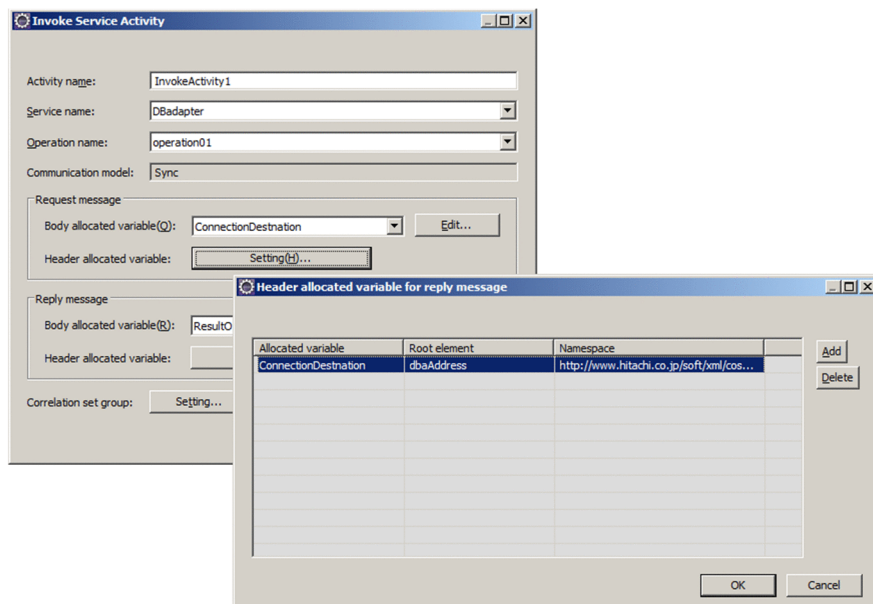 Invoke Service Activity
Activity name: InvokeActivity1
Service name: DBadapter
Operation name: operation01
Communication model: Sync
Request message
Body allocated variable(Q): ConnectionDestnation Edit...
Header allocated variable: Setting(H)...
Reply message
Body allocated variable(R): ResultO
Header allocated variable:
Correlation set group: Setting...
Header allocated variable for reply message
Allocated variable Root element Namespace
ConnectionDestnation dbaAddress http://www.hitachi.co.jp/soft/xml/cos...
Add
Delete
OK Cancel